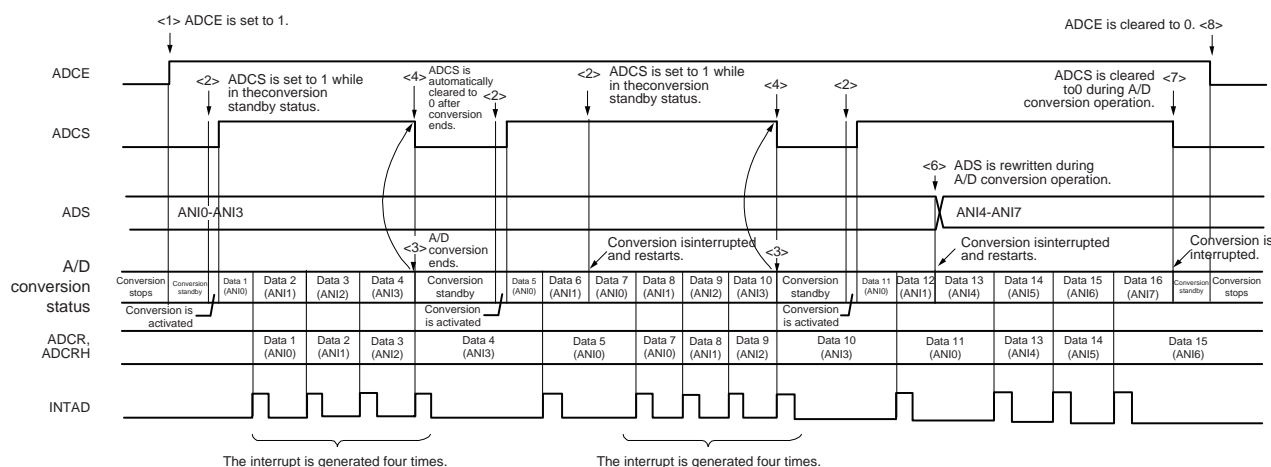 <1> ADCE is set to 1.
ADCE is cleared to 0. <8>
ADCE
<2> ADCS is set to 1 while
in theconversion
standby status.
<4> ADCS is
automatically
cleared to
0 after
conversion
ends.
<2>
<2> ADCS is set to 1 while
in theconversion
standby status.
<4>
<2>
ADCS is cleared <7>
to0 during A/D
conversion operation.
ADCS
<6> ADS is rewritten during
A/D conversion operation.
ADS
ANI0-ANI3
ANI4-ANI7
<3> A/D
conversion
ends.
Conversion isinterrupted
and restarts.
<3>
Conversion isinterrupted
and restarts.
Conversion is
interrupted.
A/D
conversion
status
Conversion
stops
Conversion
standby
Data 1
(ANI0)
Data 2
(ANI1)
Data 3
(ANI2)
Data 4
(ANI3)
Conversion
standby
Data 5
(ANI0)
Data 6
(ANI1)
Data 7
(ANI0)
Data 8
(ANI1)
Data 9
(ANI2)
Data 10
(ANI3)
Conversion
standby
Data 11
(ANI0)
Data 12
(ANI1)
Data 13
(ANI4)
Data 14
(ANI5)
Data 15
(ANI6)
Data 16
(ANI7)
Conversion
standby
Conversion
stops
Conversion is
activated
Conversion
is activated
Conversion
is activated
ADCR,
ADCRH
Data 1
(ANI0)
Data 2
(ANI1)
Data 3
(ANI2)
Data 4
(ANI3)
Data 5
(ANI0)
Data 7
(ANI0)
Data 8
(ANI1)
Data 9
(ANI2)
Data 10
(ANI3)
Data 11
(ANI0)
Data 13
(ANI4)
Data 14
(ANI5)
Data 15
(ANI6)
INTAD
The interrupt is generated four times.
The interrupt is generated four times.